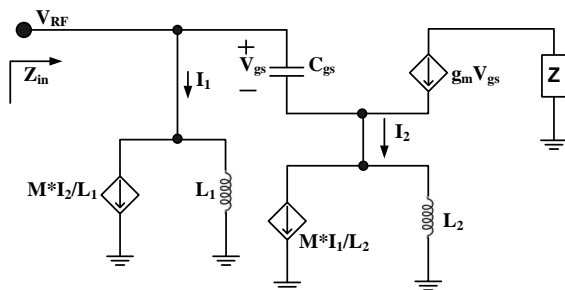 V_RF
Z_in
I_1
+
V_gs
−
C_gs
g_mV_gs
Z
I_2
M*I_2/L_1
L_1
M*I_1/L_2
L_2